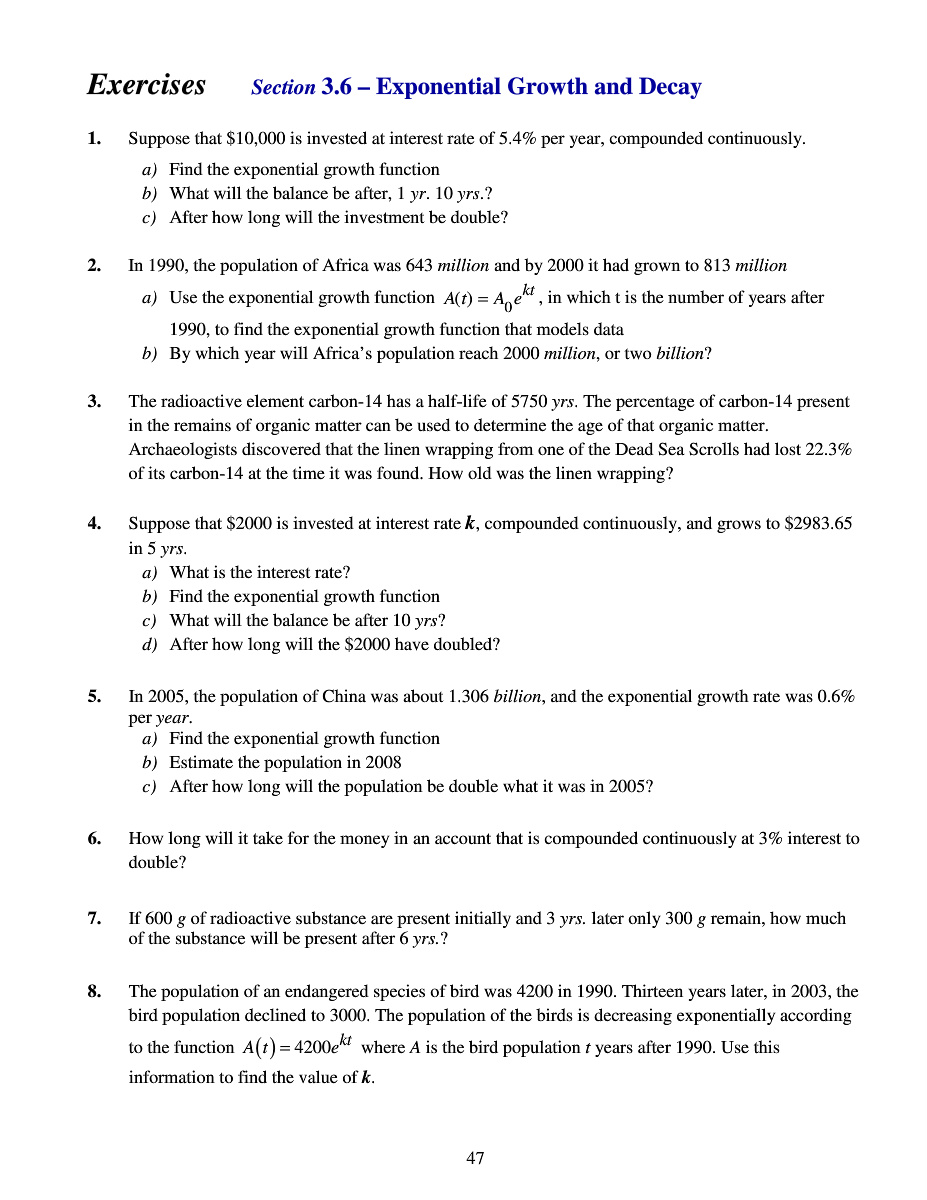 Exercises Section 3.6 – Exponential Growth and Decay
1. Suppose that $10,000 is invested at interest rate of 5.4% per year, compounded continuously.
a) Find the exponential growth function
b) What will the balance be after, 1 yr. 10 yrs.?
c) After how long will the investment be double?
2. In 1990, the population of Africa was 643 million and by 2000 it had grown to 813 million
a) Use the exponential growth function A(t) = A₀e^{kt}, in which t is the number of years after
1990, to find the exponential growth function that models data
b) By which year will Africa’s population reach 2000 million, or two billion?
3. The radioactive element carbon-14 has a half-life of 5750 yrs. The percentage of carbon-14 present
in the remains of organic matter can be used to determine the age of that organic matter.
Archaeologists discovered that the linen wrapping from one of the Dead Sea Scrolls had lost 22.3%
of its carbon-14 at the time it was found. How old was the linen wrapping?
4. Suppose that $2000 is invested at interest rate k, compounded continuously, and grows to $2983.65
in 5 yrs.
a) What is the interest rate?
b) Find the exponential growth function
c) What will the balance be after 10 yrs?
d) After how long will the $2000 have doubled?
5. In 2005, the population of China was about 1.306 billion, and the exponential growth rate was 0.6%
per year.
a) Find the exponential growth function
b) Estimate the population in 2008
c) After how long will the population be double what it was in 2005?
6. How long will it take for the money in an account that is compounded continuously at 3% interest to
double?
7. If 600 g of radioactive substance are present initially and 3 yrs. later only 300 g remain, how much
of the substance will be present after 6 yrs.?
8. The population of an endangered species of bird was 4200 in 1990. Thirteen years later, in 2003, the
bird population declined to 3000. The population of the birds is decreasing exponentially according
to the function A(t) = 4200e^{kt} where A is the bird population t years after 1990. Use this
information to find the value of k.
47